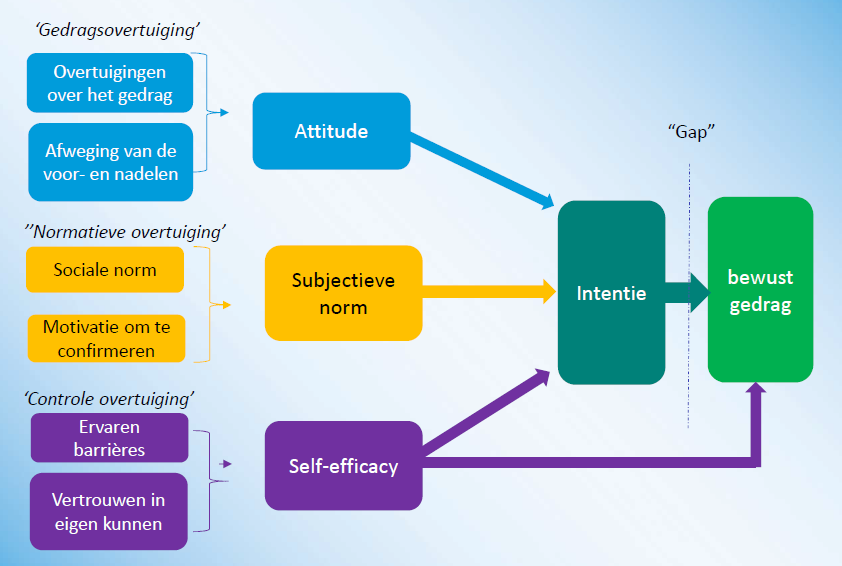 ‘Gedragsovertuiging’
Overtuigingen
over het gedrag
Afweging van de
voor- en nadelen
Attitude
’’Normatieve overtuiging’
Sociale norm
Motivatie om te
confirmeren
Subjectieve
norm
‘Controle overtuiging’
Ervaren
barrières
Vertrouwen in
eigen kunnen
Self-efficacy
Intentie
“Gap”
bewust
gedrag